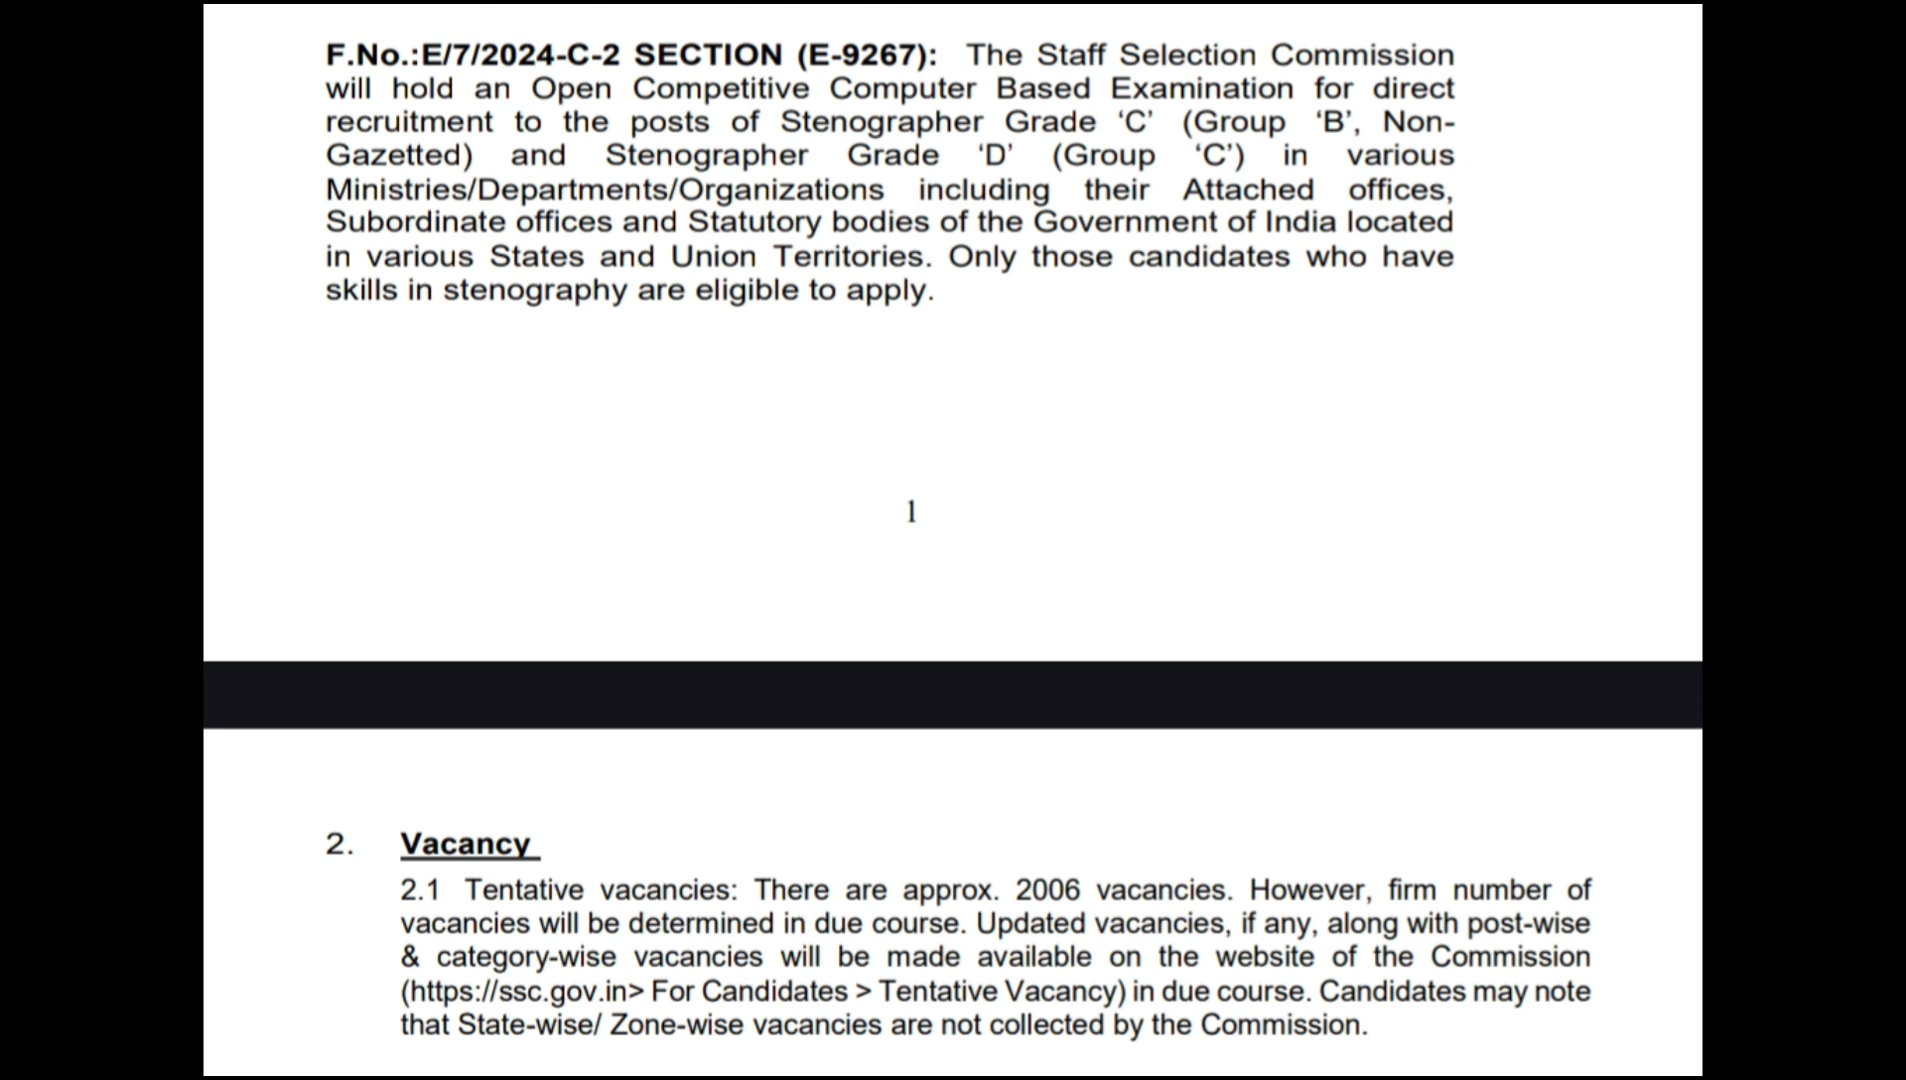 F.No.:E/7/2024-C-2 SECTION (E-9267): The Staff Selection Commission
will hold an Open Competitive Computer Based Examination for direct
recruitment to the posts of Stenographer Grade ‘C’ (Group ‘B’, Non-
Gazetted) and Stenographer Grade ‘D’ (Group ‘C’) in various
Ministries/Departments/Organizations including their Attached offices,
Subordinate offices and Statutory bodies of the Government of India located
in various States and Union Territories. Only those candidates who have
skills in stenography are eligible to apply.
1
2. Vacancy
2.1 Tentative vacancies: There are approx. 2006 vacancies. However, firm number of
vacancies will be determined in due course. Updated vacancies, if any, along with post-wise
& category-wise vacancies will be made available on the website of the Commission
(https://ssc.gov.in> For Candidates > Tentative Vacancy) in due course. Candidates may note
that State-wise/ Zone-wise vacancies are not collected by the Commission.